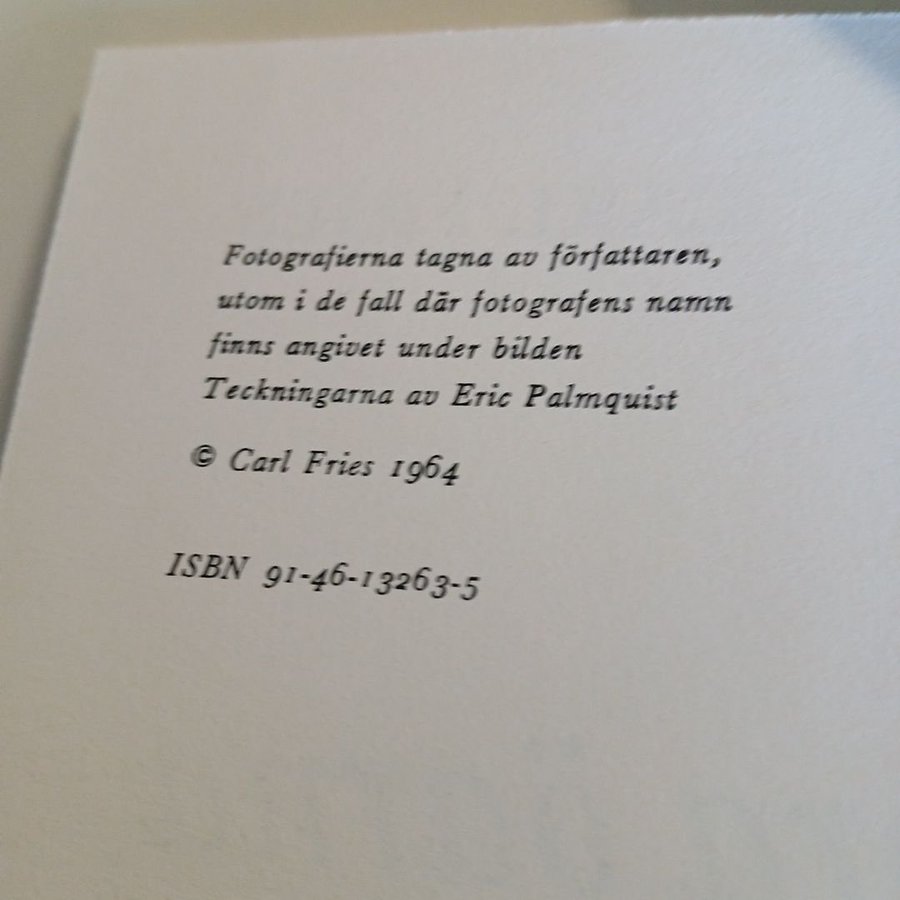 Fotografierna tagna av författaren,
utom i de fall där fotografens namn
finns angivet under bilden
Teckningarna av Eric Palmquist
© Carl Fries 1964
ISBN 91-46-13263-5